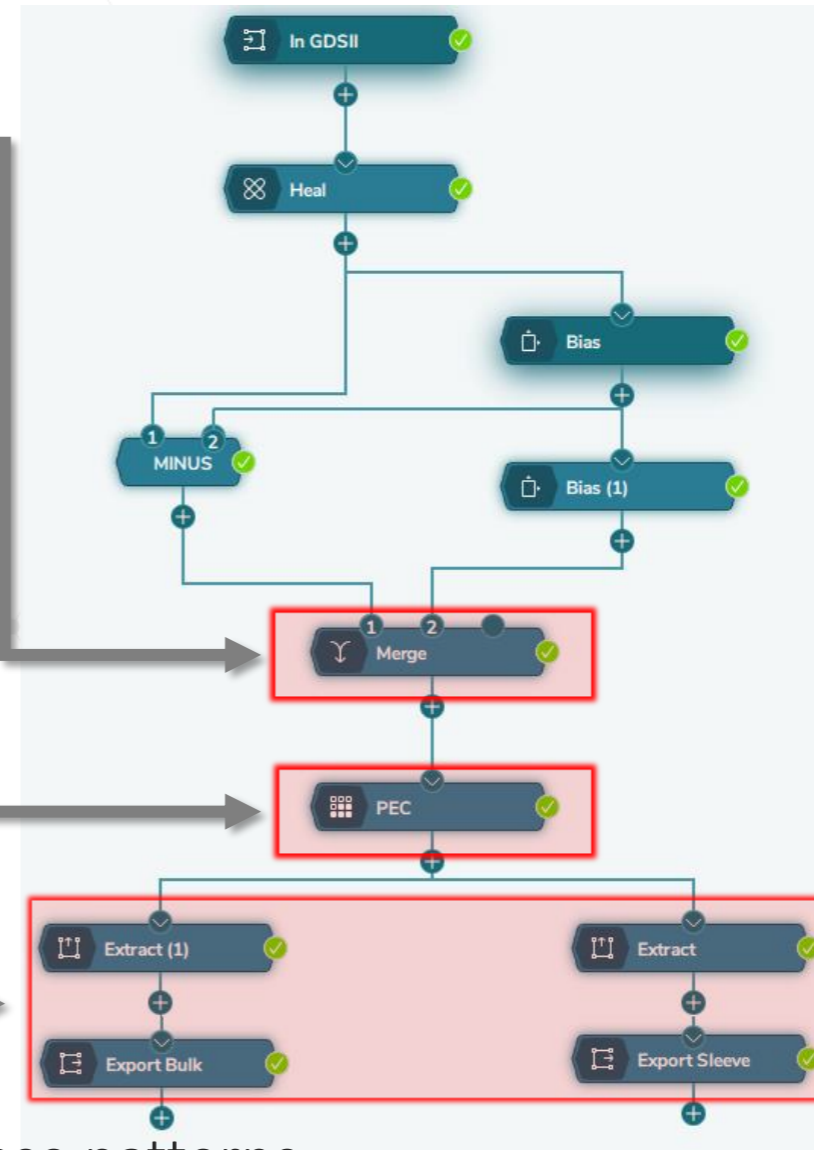 In GDSII
Heal
Bias
1 2
MINUS
Bias (1)
1 2
Merge
PEC
Extract (1)
Extract
Export Bulk
Export Sleeve
patterns